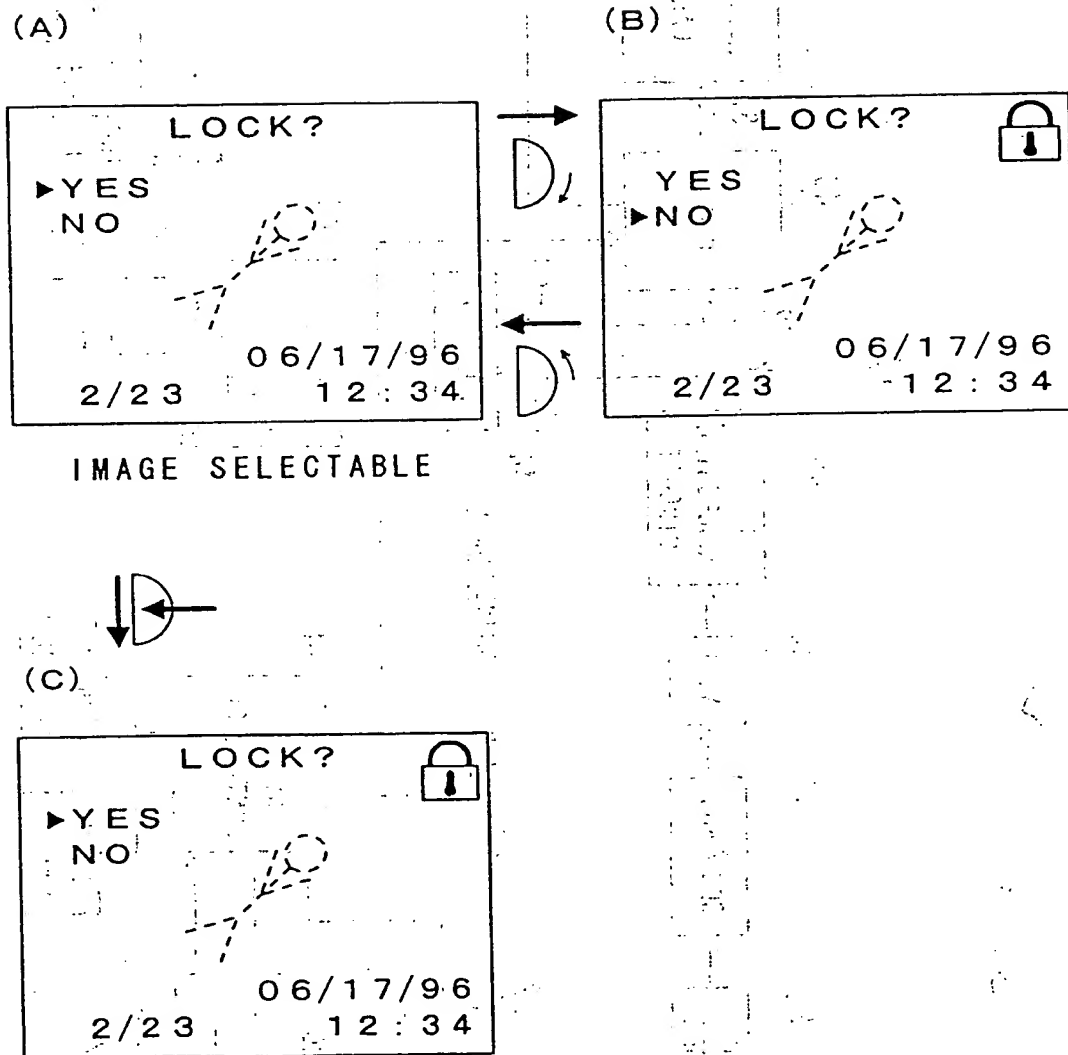 (A)
LOCK?
▶YES
NO
06/17/96
2/23 12:34
IMAGE SELECTABLE
(B)
LOCK?
YES
▶NO
06/17/96
2/23 12:34
(C)
LOCK?
▶YES
NO
06/17/96
2/23 12:34